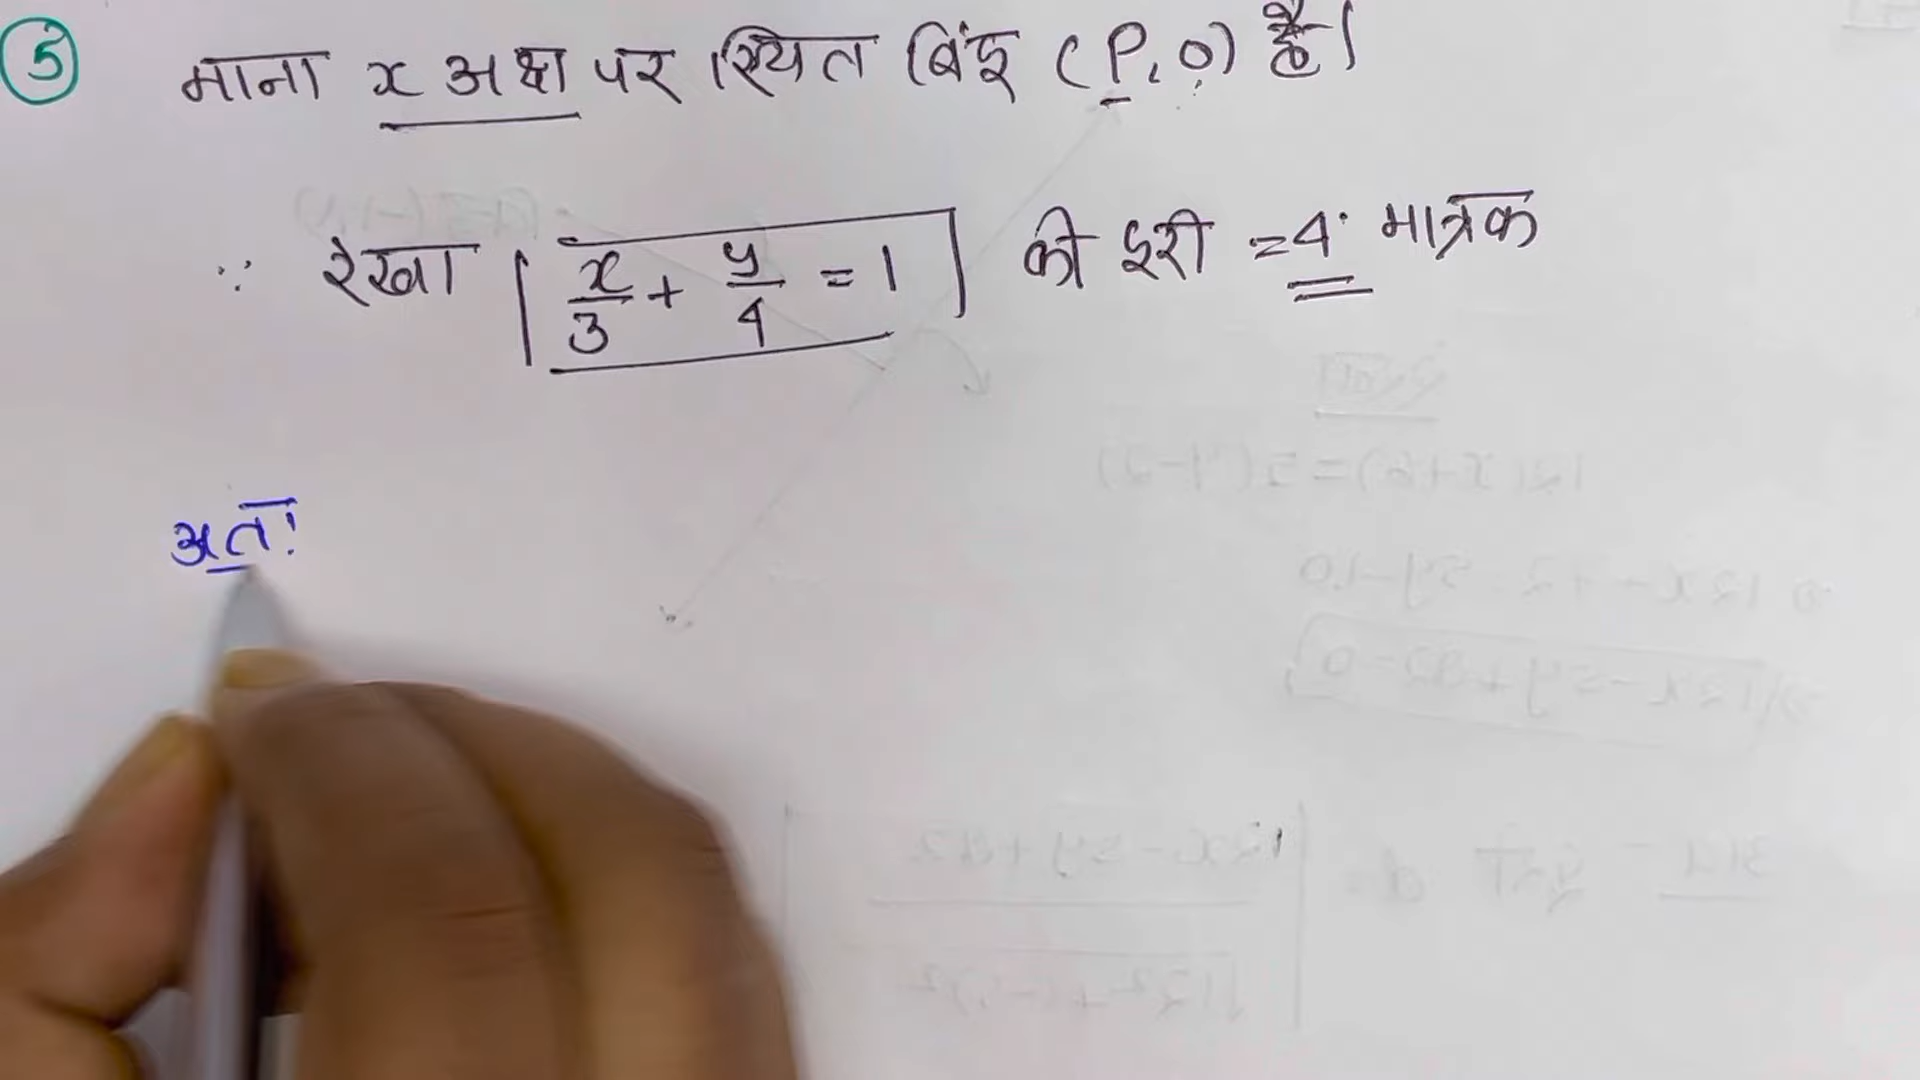 5 माना x अक्ष पर स्थित बिंदु (P, 0) है।
∵ रेखा [x/3 + y/4 = 1] की दूरी = 4 मात्रक
अतः